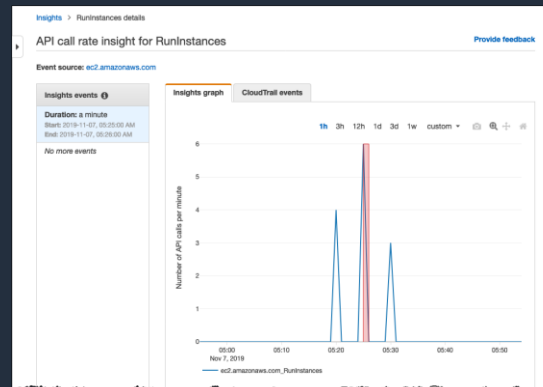 Insights > RunInstances details
API call rate insight for RunInstances
Provide feedback
Event source: ec2.amazonaws.com
Insights events
Duration: a minute
Start: 2019-11-07, 05:25:00 AM
End: 2019-11-07, 05:26:00 AM
No more events
Insights graph
CloudTrail events
1h 3h 12h 1d 3d 1w custom
Number of API calls per minute
6
5
4
3
2
1
0
05:00 05:10 05:20 05:30 05:40 05:50
Nov 7, 2019
ec2.amazonaws.com_RunInstances